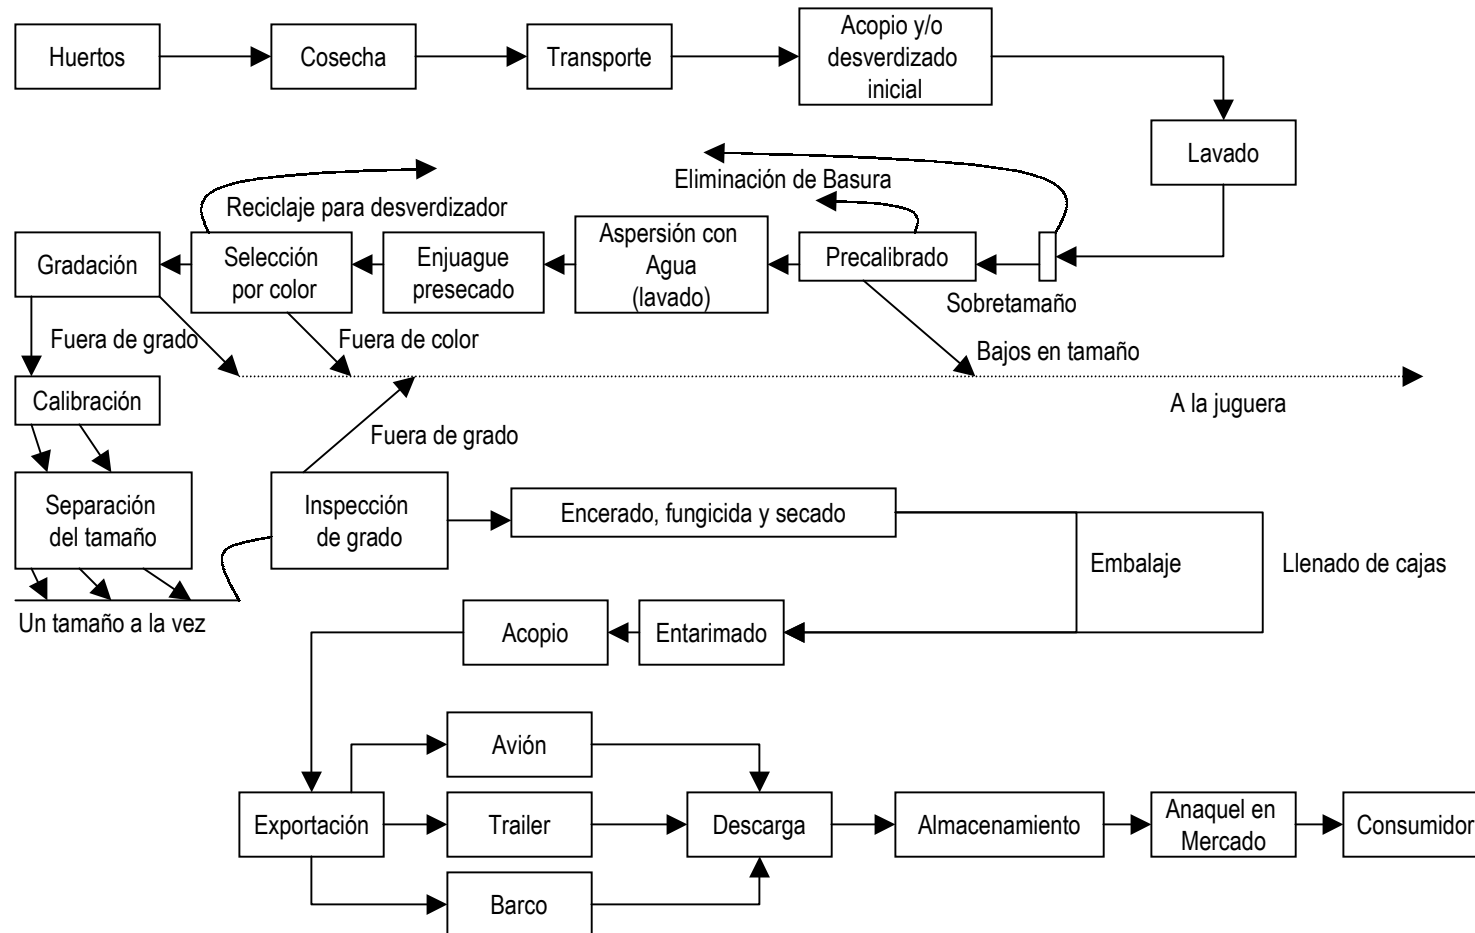 Huertos
Cosecha
Transporte
Acopio y/o
desverdizado
inicial
Lavado
Eliminación de Basura
Reciclaje para desverdizador
Gradación
Selección
por color
Enjuague
presecado
Aspersión con
Agua
(lavado)
Precalibrado
Sobretamaño
Fuera de grado
Fuera de color
Bajos en tamaño
A la juguera
Calibración
Fuera de grado
Separación
del tamaño
Inspección
de grado
Encerado, fungicida y secado
Embalaje
Llenado de cajas
Un tamaño a la vez
Acopio
Entarimado
Avión
Exportación
Trailer
Descarga
Almacenamiento
Anaquel en
Mercado
Consumidor
Barco